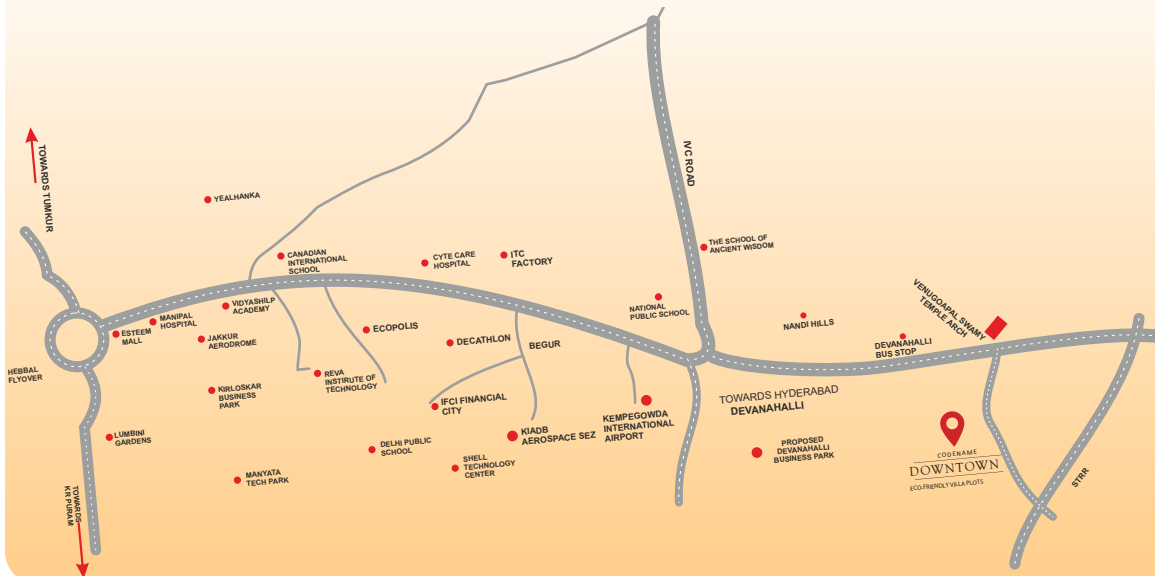 TOWARDS TUMKUR
YEALHANKA
IVC ROAD
THE SCHOOL OF
ANCIENT WISDOM
CANADIAN
INTERNATIONAL
SCHOOL
CYTE CARE
HOSPITAL
ITC
FACTORY
VIDYASHILP
ACADEMY
MANIPAL
HOSPITAL
ESTEEM
MALL
JAKKUR
AERODROME
ECOPOLIS
DECATHLON
BEGUR
NATIONAL
PUBLIC SCHOOL
NANDI HILLS
VENUGOAPAL SWAMY
TEMPLE ARCH
DEVANAHALLI
BUS STOP
HEBBAL
FLYOVER
KIRLOSKAR
BUSINESS
PARK
REVA
INSTIRUTE OF
TECHNOLOGY
IFCI FINANCIAL
CITY
KIADB
AEROSPACE SEZ
KEMPEGOWDA
INTERNATIONAL
AIRPORT
TOWARDS HYDERABAD
DEVANAHALLI
LUMBINI
GARDENS
DELHI PUBLIC
SCHOOL
SHELL
TECHNOLOGY
CENTER
PROPOSED
DEVANAHALLI
BUSINESS PARK
CODENAME
DOWNTOWN
ECO-FRIENDLY VILLA PLOTS
MANYATA
TECH PARK
TOWARDS
KR PURAM
STRR